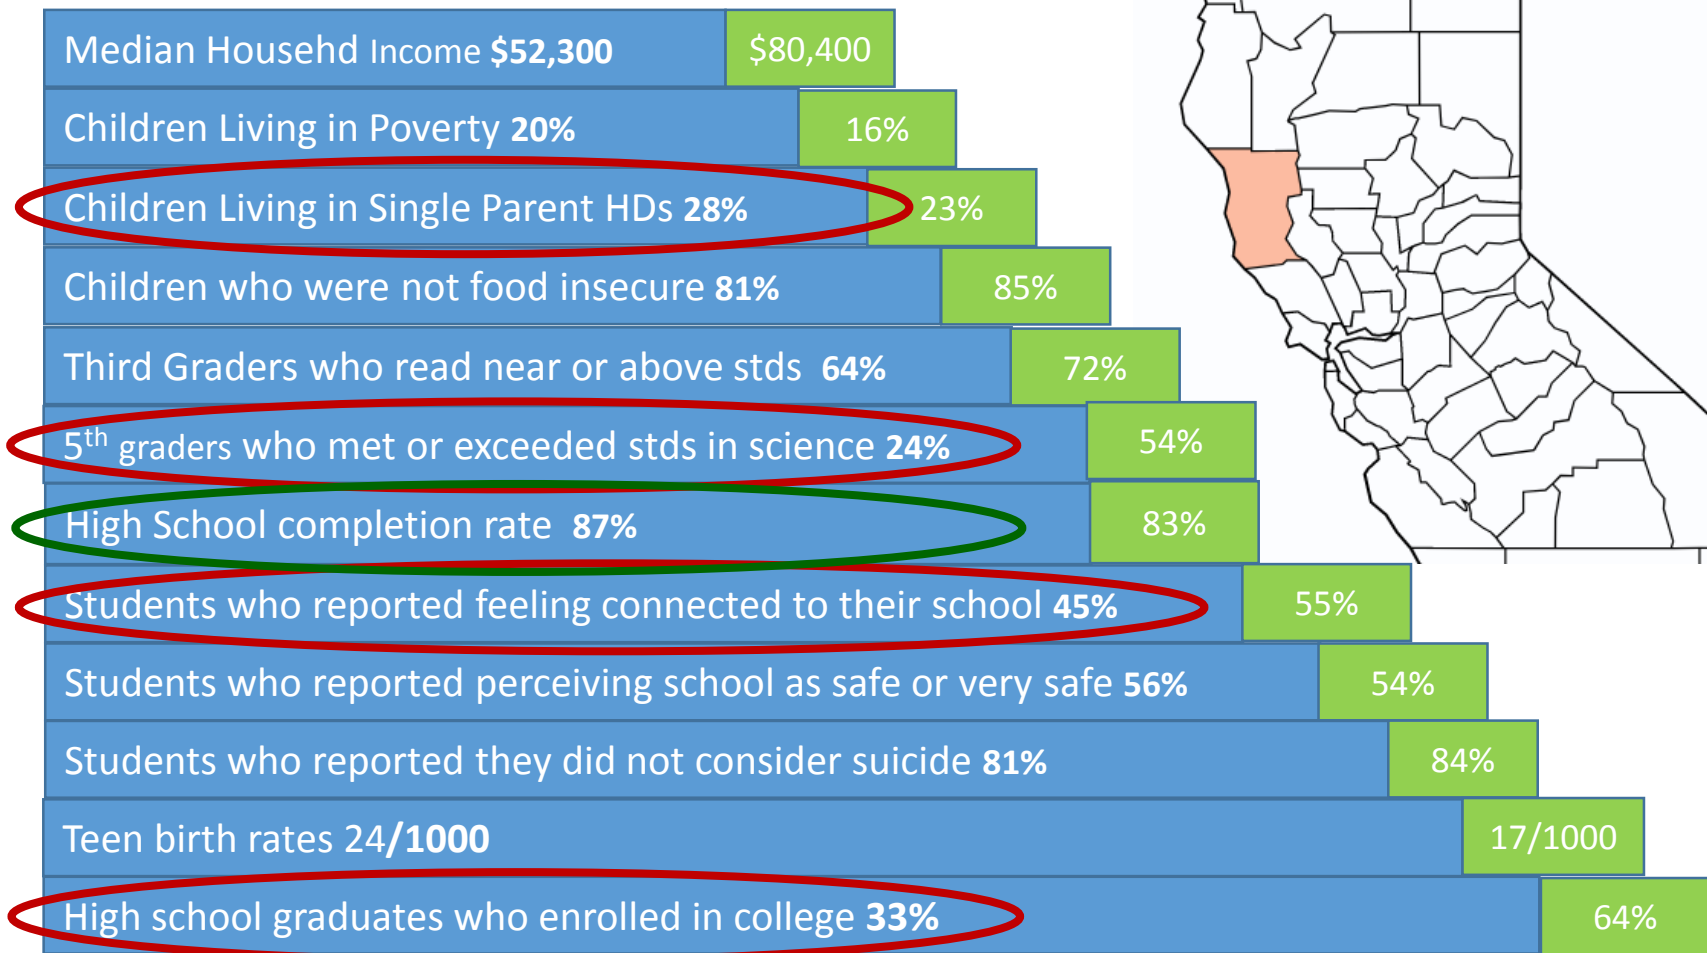 Median Househd Income $52,300 $80,400
Children Living in Poverty 20% 16%
Children Living in Single Parent HDs 28% 23%
Children who were not food insecure 81% 85%
Third Graders who read near or above stds 64% 72%
5th graders who met or exceeded stds in science 24% 54%
High School completion rate 87% 83%
Students who reported feeling connected to their school 45% 55%
Students who reported perceiving school as safe or very safe 56% 54%
Students who reported they did not consider suicide 81% 84%
Teen birth rates 24/1000 17/1000
High school graduates who enrolled in college 33% 64%